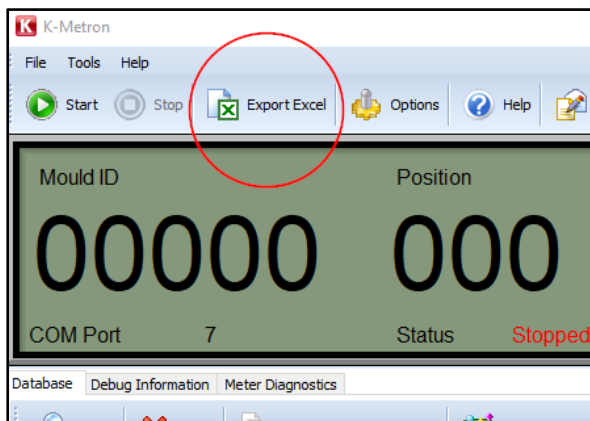 K K-Metron
File Tools Help
Start Stop Export Excel Options Help
Mould ID Position
00000 000
COM Port 7 Status Stopped
Database Debug Information Meter Diagnostics